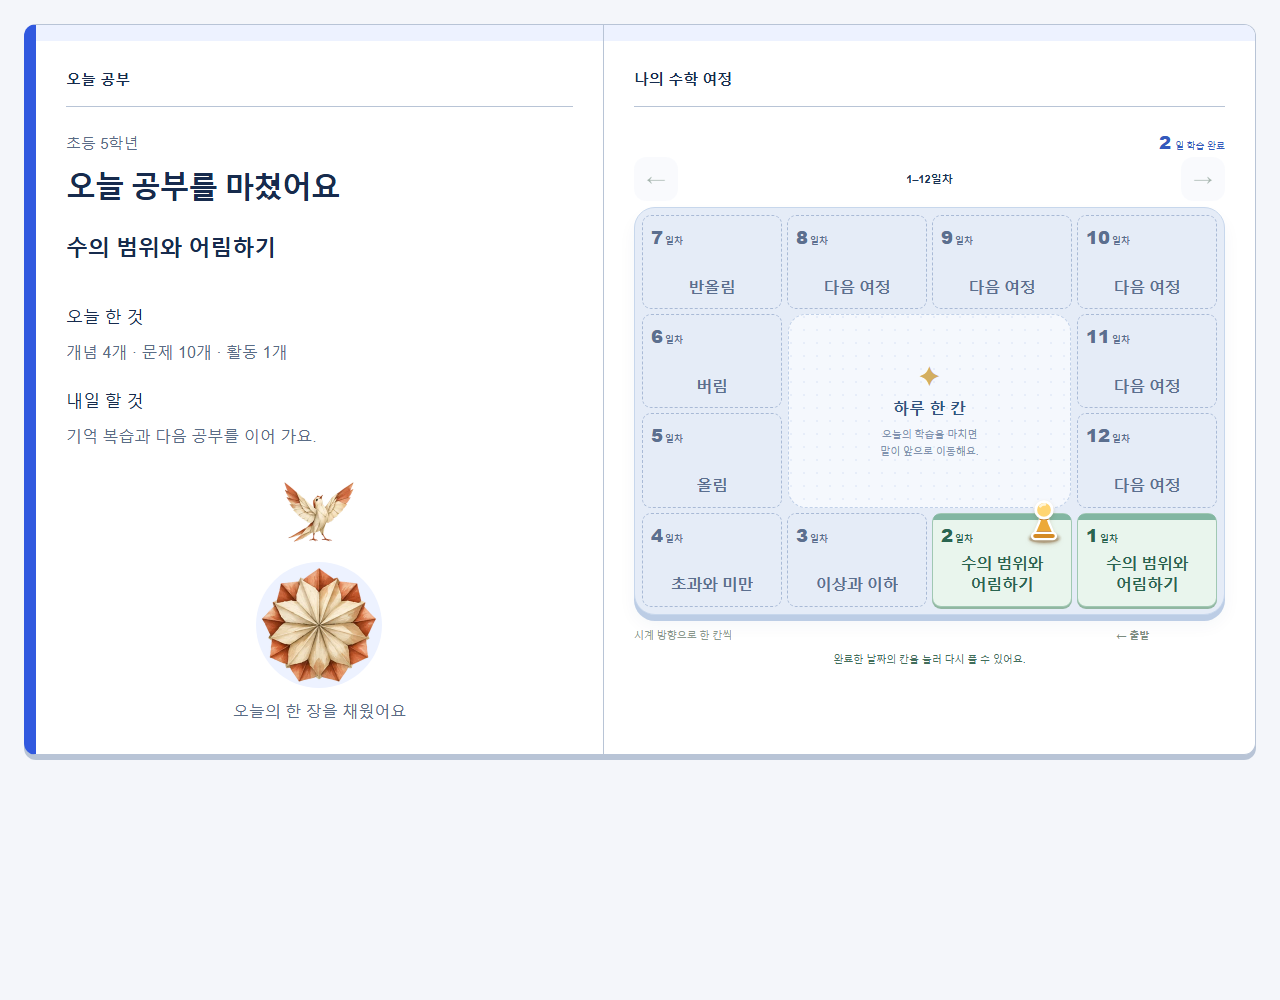 오늘 공부
초등 5학년
오늘 공부를 마쳤어요
수의 범위와 어림하기
오늘 한 것
개념 4개 · 문제 10개 · 활동 1개
내일 할 것
기억 복습과 다음 공부를 이어 가요.
오늘의 한 장을 채웠어요
나의 수학 여정
2 일 학습 완료
←
1–12일차
→
7 일차
반올림
8 일차
다음 여정
9 일차
다음 여정
10 일차
다음 여정
6 일차
버림
하루 한 칸
오늘의 학습을 마치면
말이 앞으로 이동해요.
11 일차
다음 여정
5 일차
올림
12 일차
다음 여정
4 일차
초과와 미만
3 일차
이상과 이하
2 일차
수의 범위와
어림하기
1 일차
수의 범위와
어림하기
시계 방향으로 한 칸씩
← 출발
완료한 날짜의 칸을 눌러 다시 풀 수 있어요.